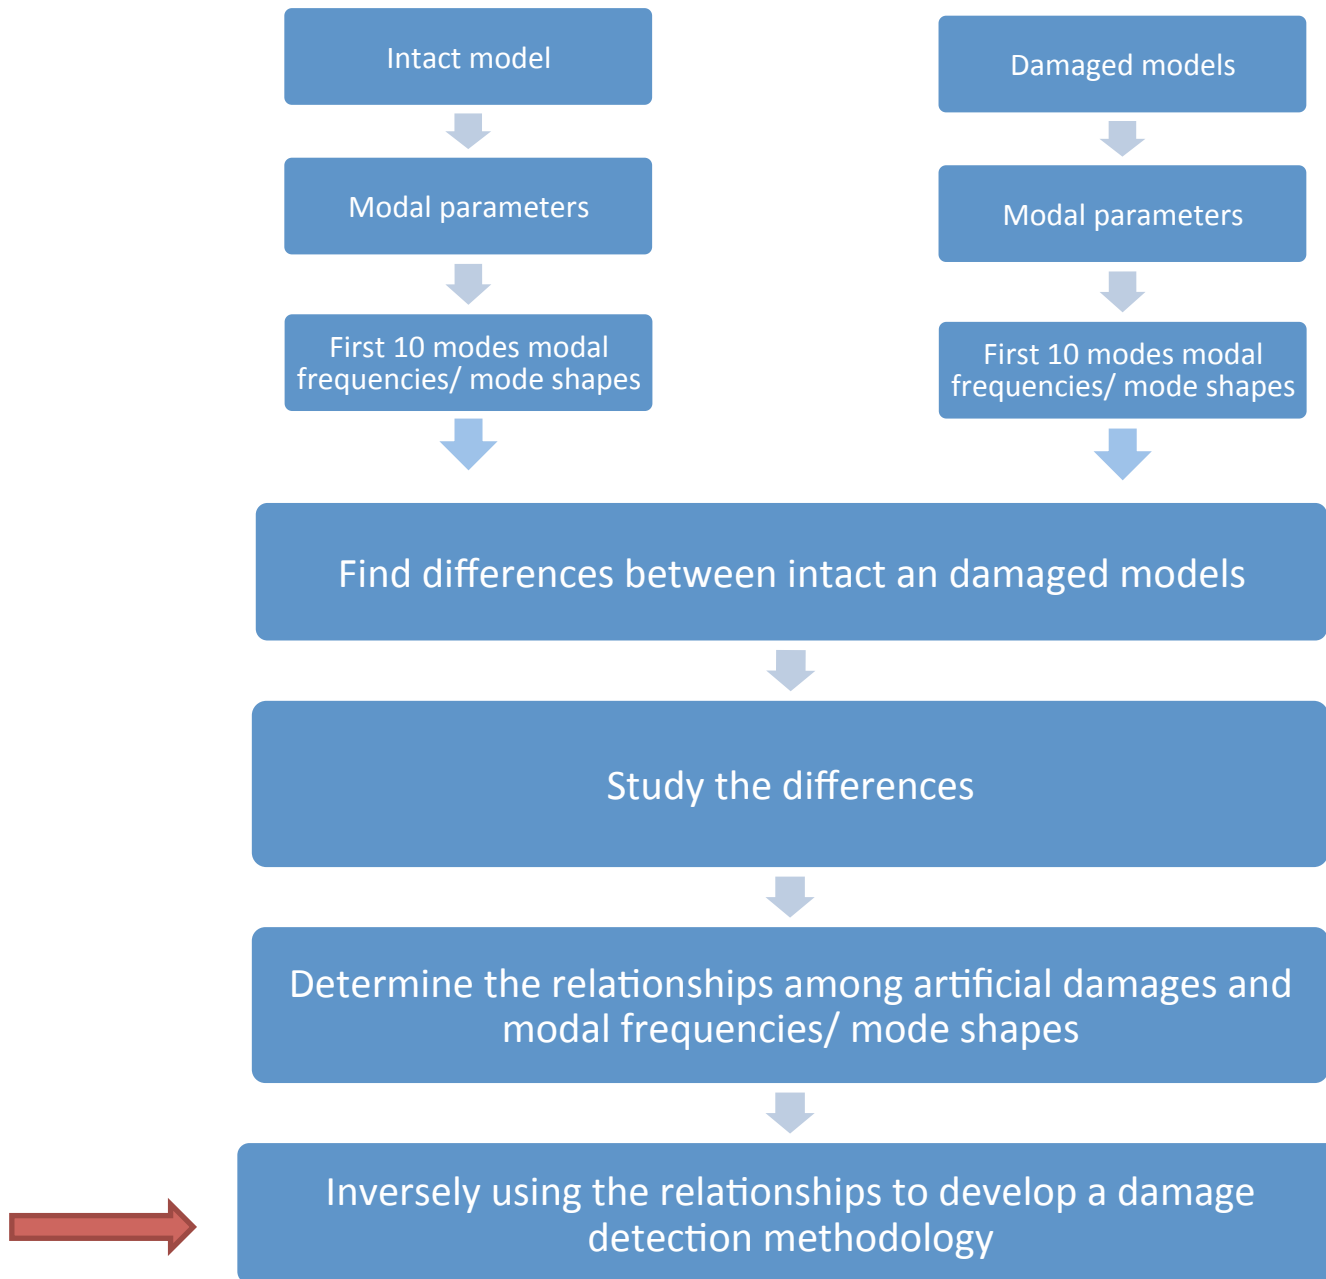 Intact model
Damaged models
Modal parameters
Modal parameters
First 10 modes modal
frequencies/ mode shapes
First 10 modes modal
frequencies/ mode shapes
Find differences between intact an damaged models
Study the differences
Determine the relationships among artificial damages and
modal frequencies/ mode shapes
Inversely using the relationships to develop a damage
detection methodology